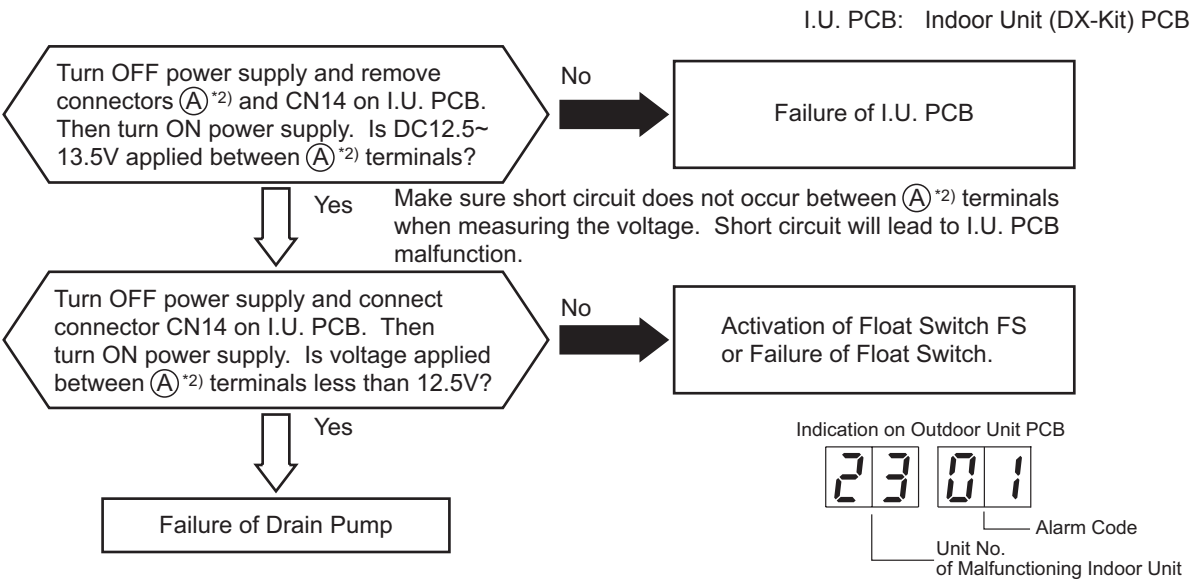 I.U. PCB: Indoor Unit (DX-Kit) PCB
Turn OFF power supply and remove
connectors Ⓐ*2) and CN14 on I.U. PCB.
Then turn ON power supply. Is DC12.5~
13.5V applied between Ⓐ*2) terminals?
No
Failure of I.U. PCB
Yes
Make sure short circuit does not occur between Ⓐ*2) terminals
when measuring the voltage. Short circuit will lead to I.U. PCB
malfunction.
Turn OFF power supply and connect
connector CN14 on I.U. PCB. Then
turn ON power supply. Is voltage applied
between Ⓐ*2) terminals less than 12.5V?
No
Activation of Float Switch FS
or Failure of Float Switch.
Yes
Failure of Drain Pump
Indication on Outdoor Unit PCB
23 01
Alarm Code
Unit No.
of Malfunctioning Indoor Unit